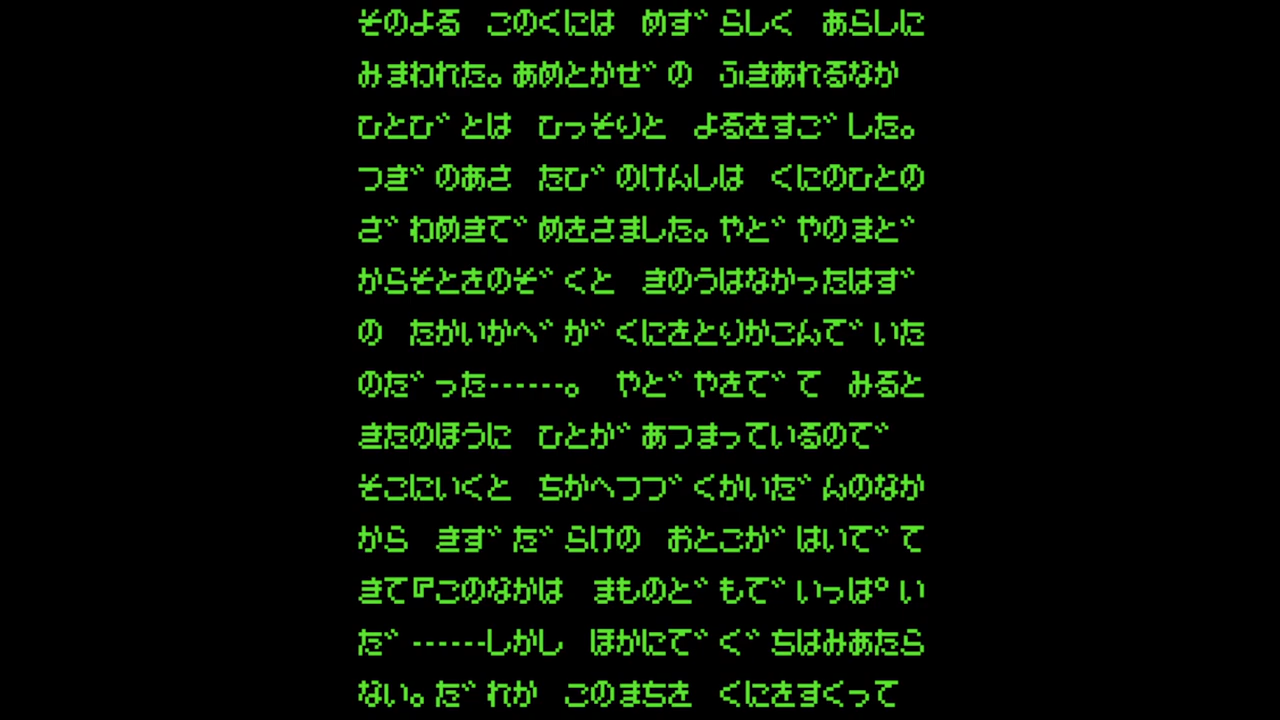 そのよる　このくには　めずらしく　あらしに
みまわれた。あめとかぜの　ふきあれるなか
ひとびとは　ひっそりと　よるをすごした。
つぎのあさ　たびのけんしは　くにのひとの
ざわめきでめをさました。やどやのまど
からそとをのぞくと　きのうはなかったはず
の　たかいかべがくにをとりかこんでいた
のだった------。　やどやをでて　みると
きたのほうに　ひとがあつまっているので
そこにいくと　ちかへつづくかいだんのなか
から　きずだらけの　おとこがはいでて
きて『このなかは　まものどもでいっぱい
だ------しかし　ほかにでぐちはみあたら
ない。だれか　このまちを　くにをすくって